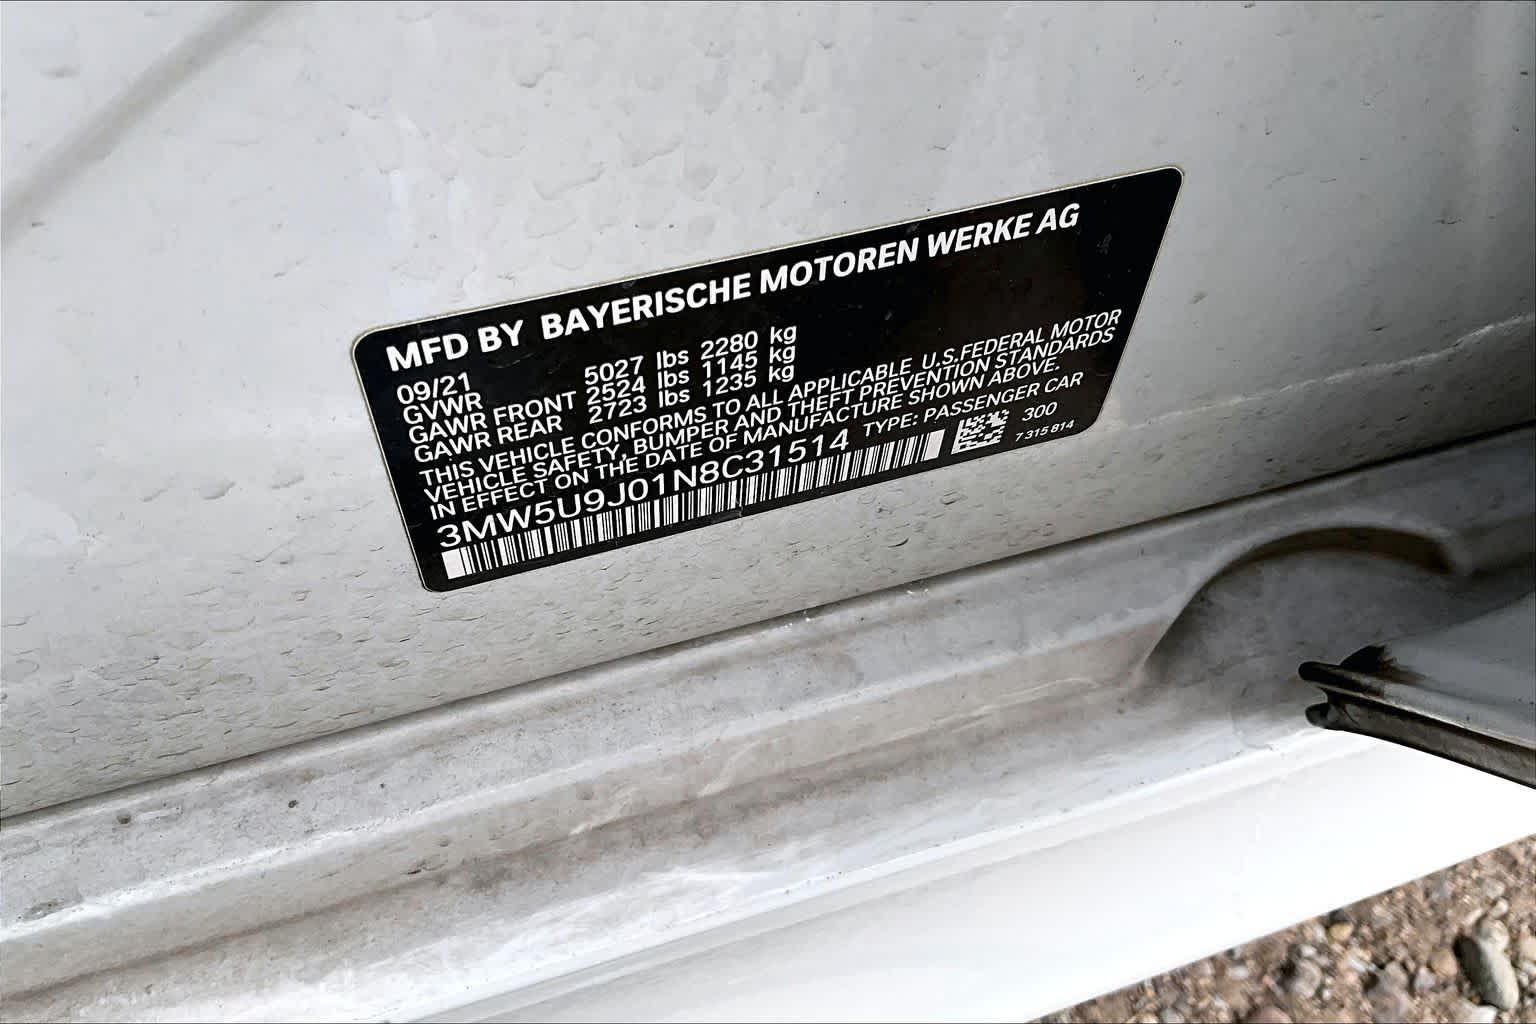 MFD BY BAYERISCHE MOTOREN WERKE AG
09/21
GVWR 5027 lbs 2280 kg
GAWR FRONT 2524 lbs 1145 kg
GAWR REAR 2723 lbs 1235 kg
THIS VEHICLE CONFORMS TO ALL APPLICABLE U.S.FEDERAL MOTOR
VEHICLE SAFETY, BUMPER AND THEFT PREVENTION STANDARDS
IN EFFECT ON THE DATE OF MANUFACTURE SHOWN ABOVE.
3MW5U9J01N8C31514 TYPE: PASSENGER CAR
300
7 315 814